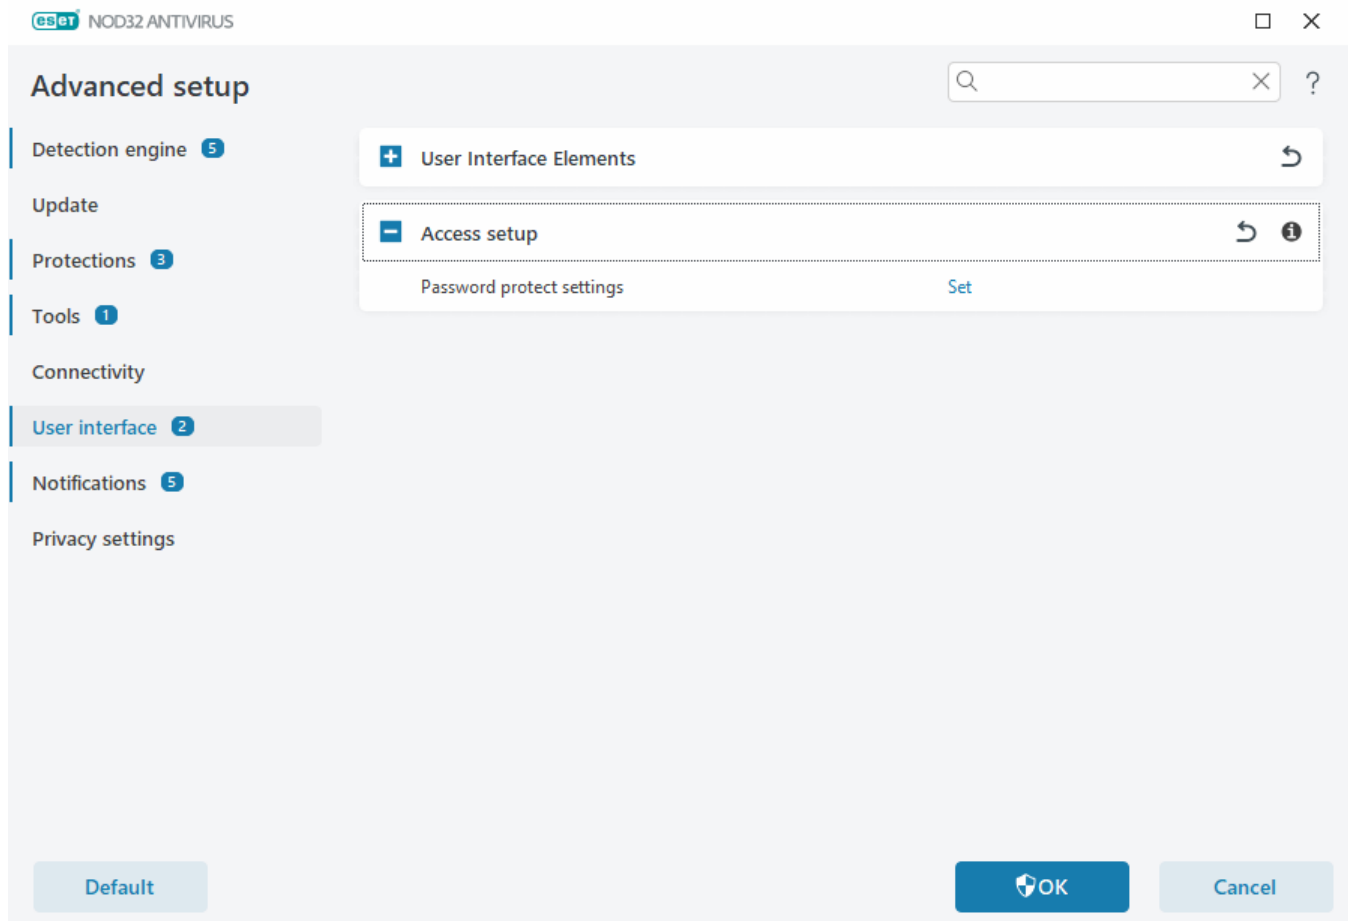 eset NOD32 ANTIVIRUS
Advanced setup
?
Detection engine 5
Update
Protections 3
Tools 1
Connectivity
User interface 2
Notifications 5
Privacy settings
User Interface Elements
Access setup
Password protect settings Set
Default
OK
Cancel